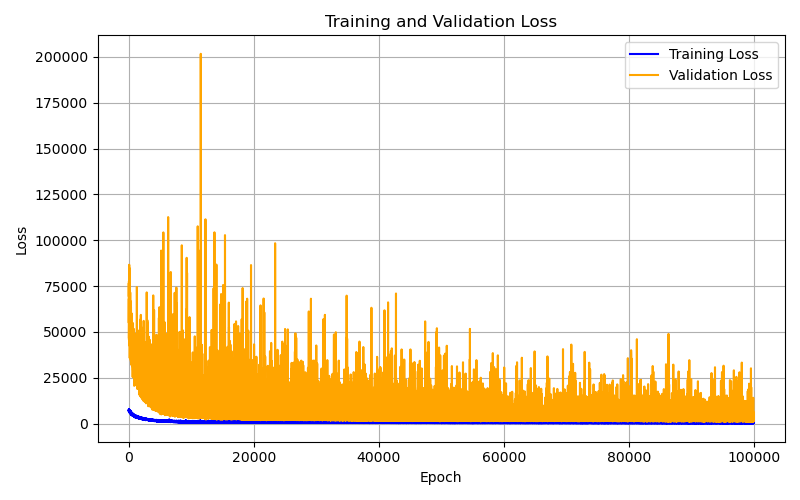 Training and Validation Loss
Training Loss
Validation Loss
200000
175000
150000
125000
100000
75000
50000
25000
0
Loss
0 20000 40000 60000 80000 100000
Epoch